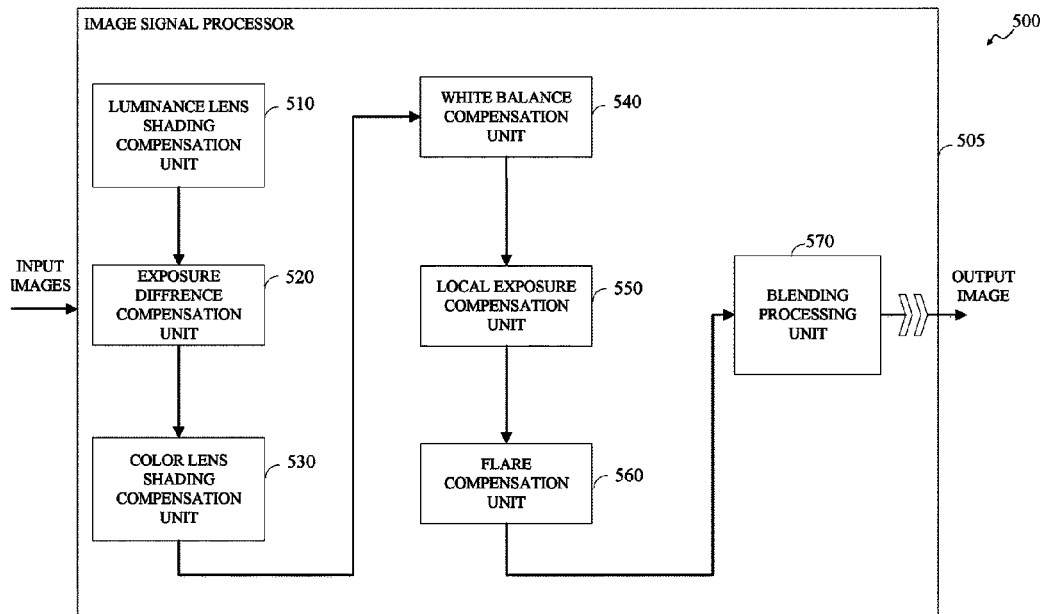 IMAGE SIGNAL PROCESSOR
500
LUMINANCE LENS
SHADING
COMPENSATION
UNIT
510
WHITE BALANCE
COMPENSATION
UNIT
540
505
INPUT
IMAGES
EXPOSURE
DIFFRENCE
COMPENSATION
UNIT
520
LOCAL EXPOSURE
COMPENSATION
UNIT
550
570
BLENDING
PROCESSING
UNIT
OUTPUT
IMAGE
COLOR LENS
SHADING
COMPENSATION
UNIT
530
FLARE
COMPENSATION
UNIT
560